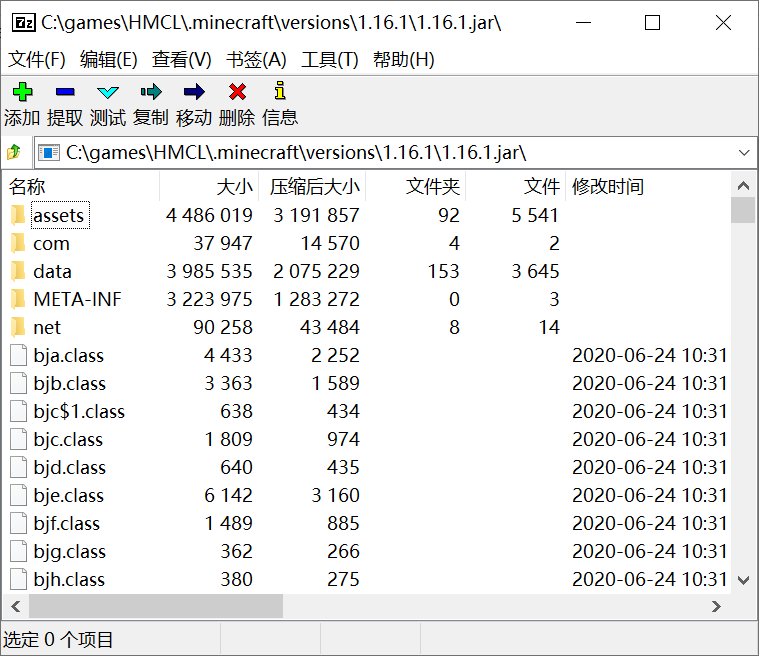 7z C:\games\HMCL\.minecraft\versions\1.16.1\1.16.1.jar\
文件(F) 编辑(E) 查看(V) 书签(A) 工具(T) 帮助(H)
添加 提取 测试 复制 移动 删除 信息
C:\games\HMCL\.minecraft\versions\1.16.1\1.16.1.jar\
名称 大小 压缩后大小 文件夹 文件 修改时间
assets 4 486 019 3 191 857 92 5 541
com 37 947 14 570 4 2
data 3 985 535 2 075 229 153 3 645
META-INF 3 223 975 1 283 272 0 3
net 90 258 43 484 8 14
bja.class 4 433 2 252 2020-06-24 10:31
bjb.class 3 363 1 589 2020-06-24 10:31
bjc$1.class 638 434 2020-06-24 10:31
bjc.class 1 809 974 2020-06-24 10:31
bjd.class 640 435 2020-06-24 10:31
bje.class 6 142 3 160 2020-06-24 10:31
bjf.class 1 489 885 2020-06-24 10:31
bjg.class 362 266 2020-06-24 10:31
bjh.class 380 275 2020-06-24 10:31
选定 0 个项目